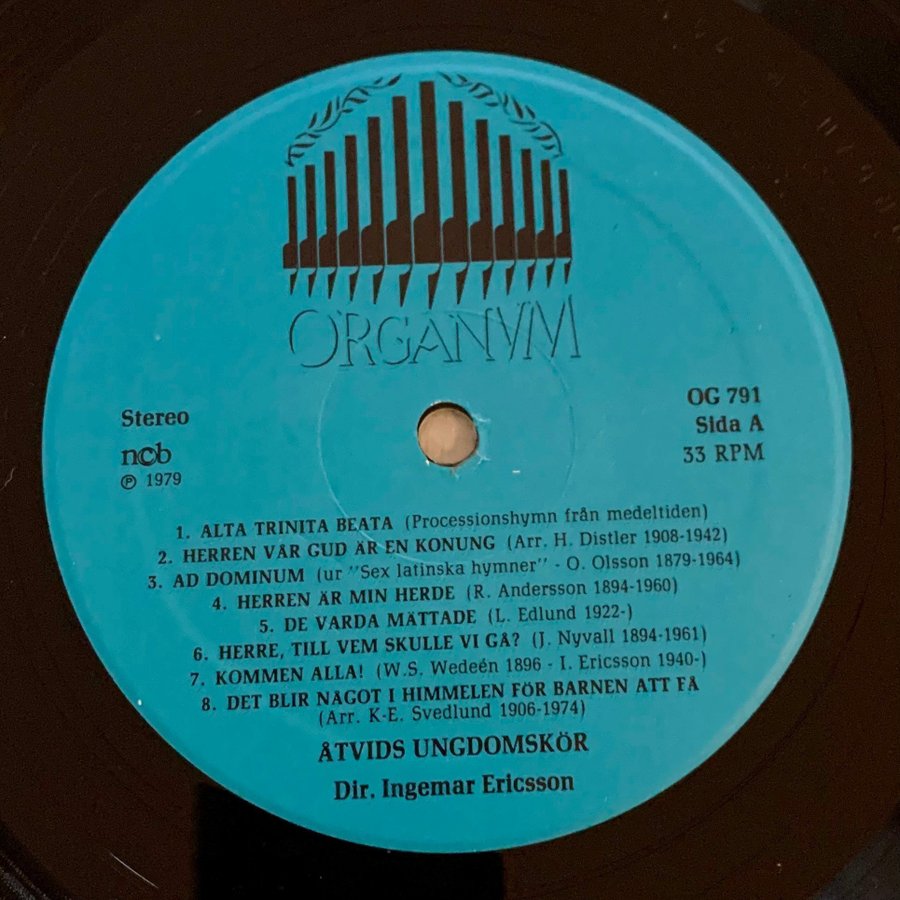 ORGANVM
Stereo
ncb
℗ 1979
OG 791
Sida A
33 RPM
1. ALTA TRINITA BEATA (Processionshymn från medeltiden)
2. HERREN VÅR GUD ÄR EN KONUNG (Arr. H. Distler 1908-1942)
3. AD DOMINUM (ur "Sex latinska hymner" - O. Olsson 1879-1964)
4. HERREN ÄR MIN HERDE (R. Andersson 1894-1960)
5. DE VARDA MÄTTADE (L. Edlund 1922-)
6. HERRE, TILL VEM SKULLE VI GÅ? (J. Nyvall 1894-1961)
7. KOMMEN ALLA! (W.S. Wedeén 1896 - I. Ericsson 1940-)
8. DET BLIR NÅGOT I HIMMELEN FÖR BARNEN ATT FÅ
(Arr. K-E. Svedlund 1906-1974)
ÅTVIDS UNGDOMSKÖR
Dir. Ingemar Ericsson